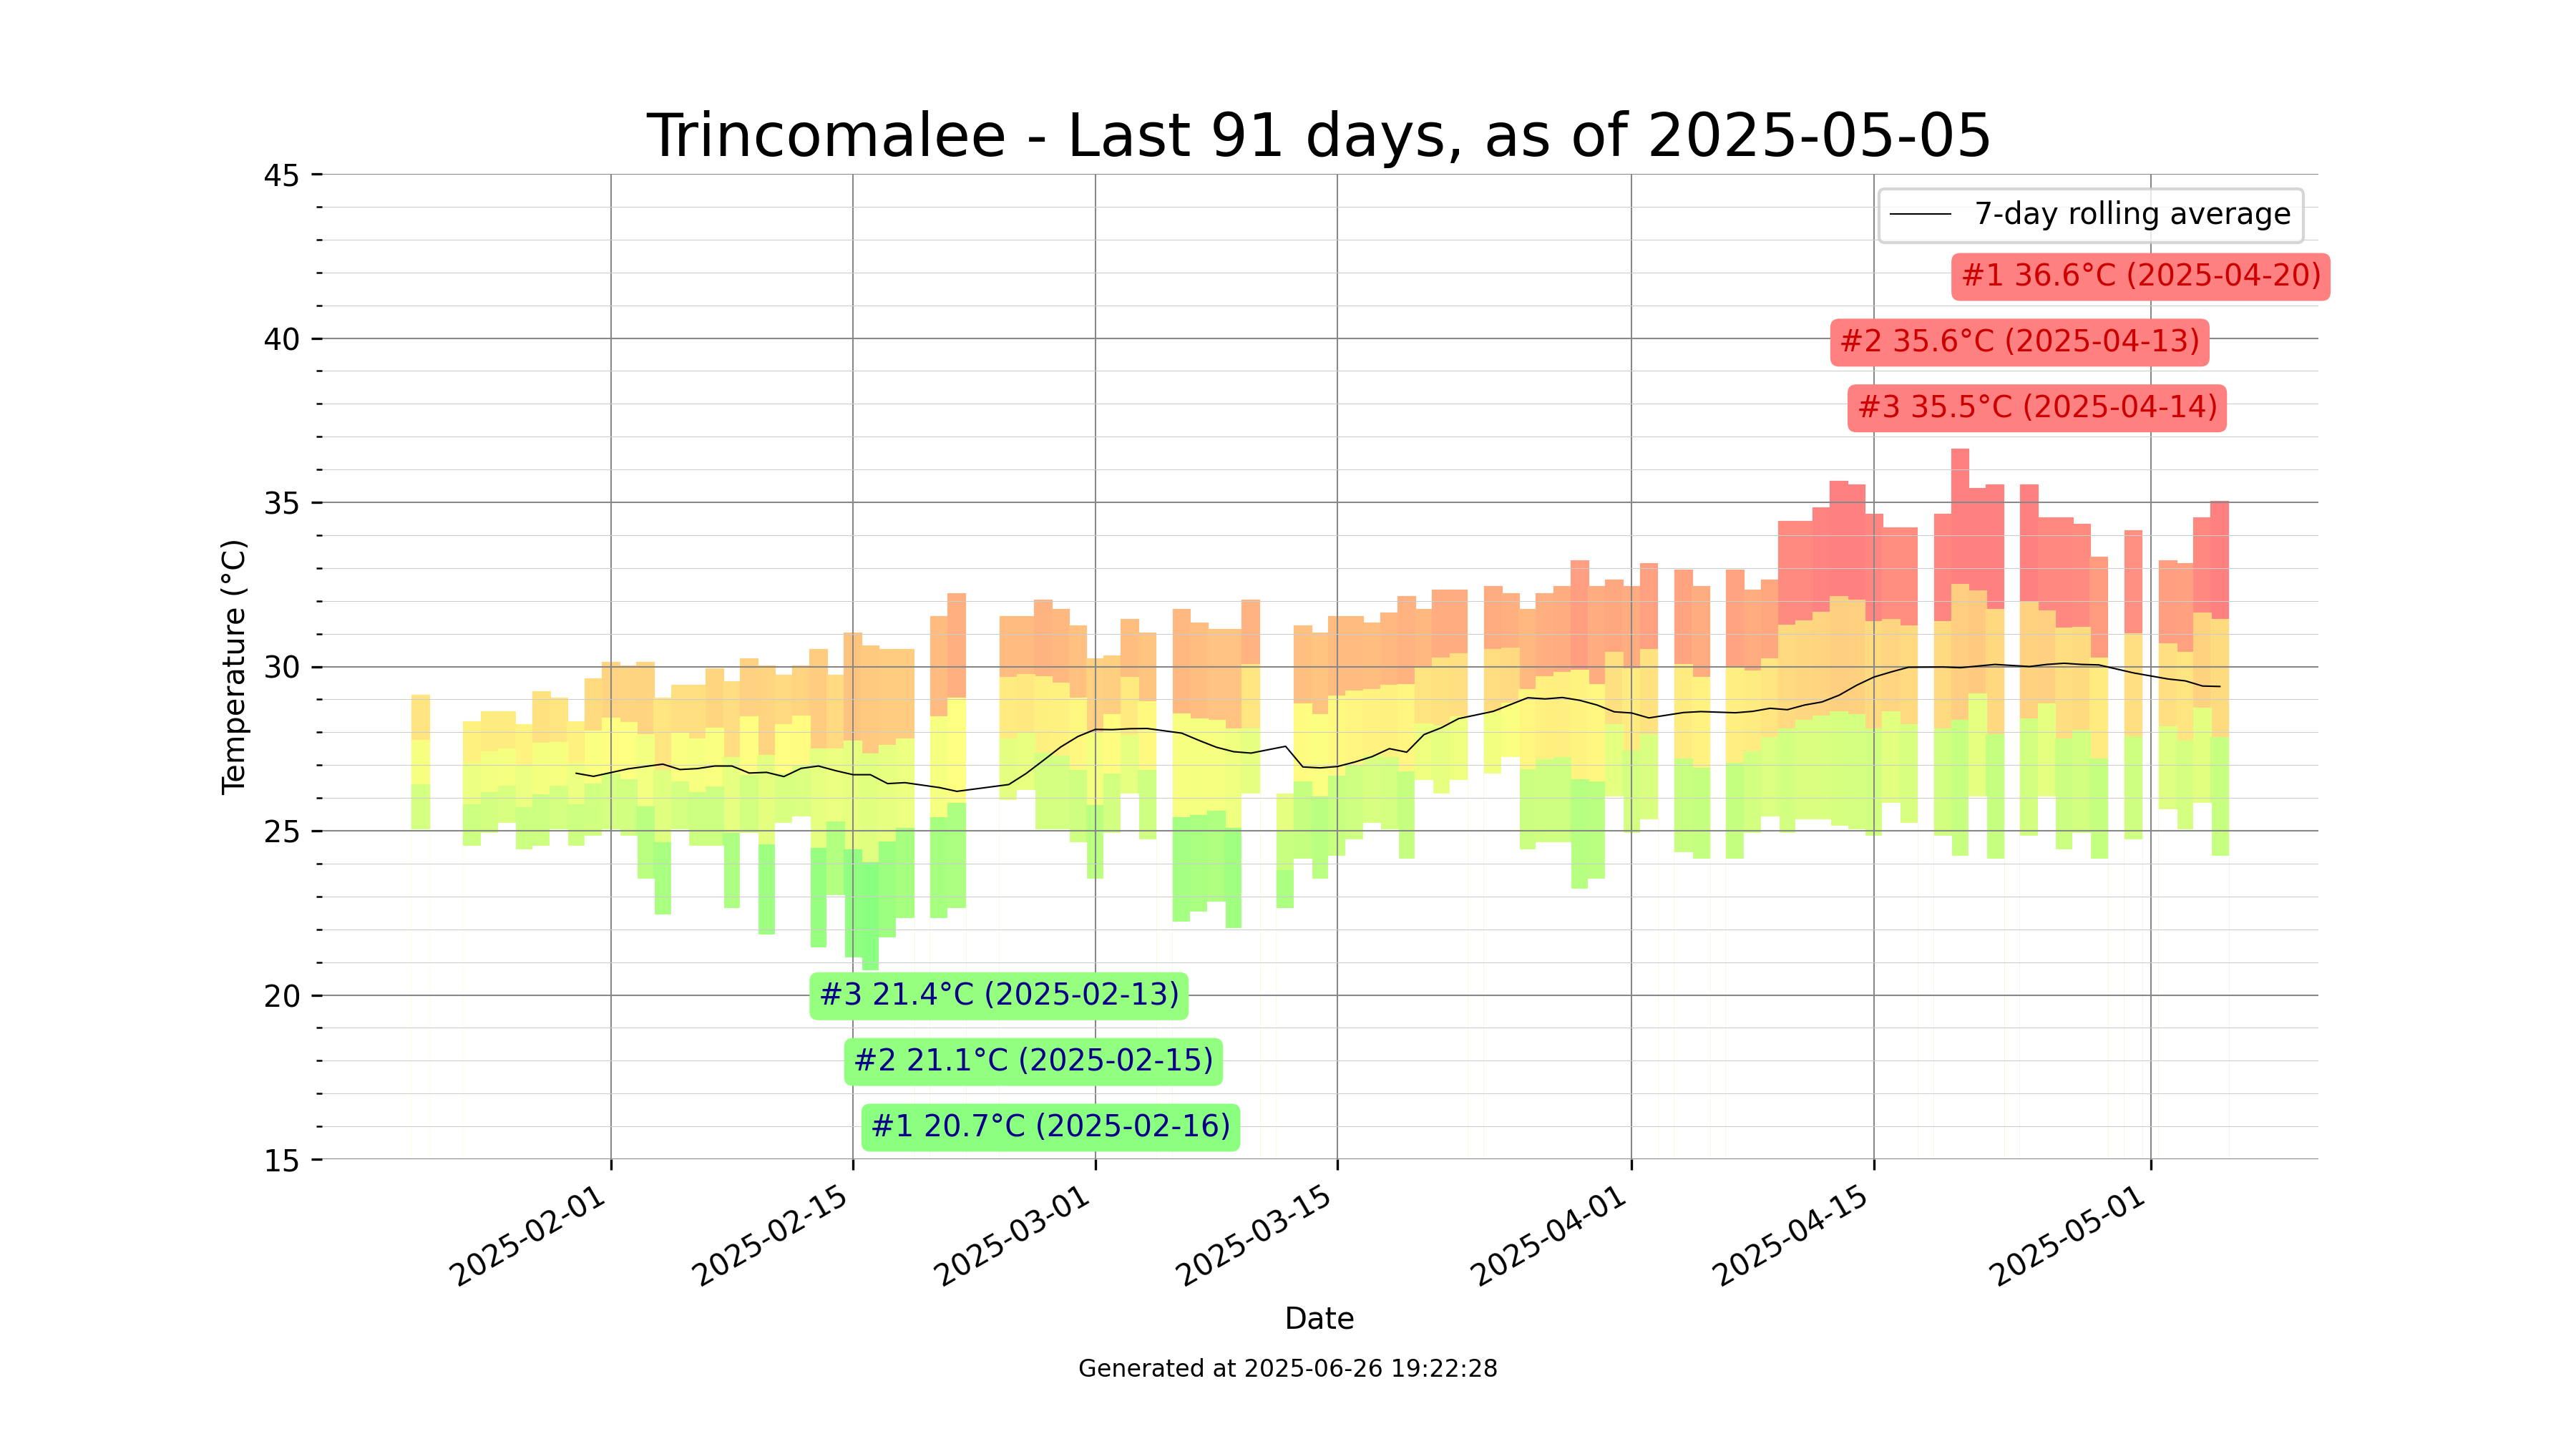 Trincomalee - Last 91 days, as of 2025-05-05
45
40
35
30
25
20
15
Temperature (°C)
7-day rolling average
#1 36.6°C (2025-04-20)
#2 35.6°C (2025-04-13)
#3 35.5°C (2025-04-14)
#3 21.4°C (2025-02-13)
#2 21.1°C (2025-02-15)
#1 20.7°C (2025-02-16)
2025-02-01
2025-02-15
2025-03-01
2025-03-15
2025-04-01
2025-04-15
2025-05-01
Date
Generated at 2025-06-26 19:22:28